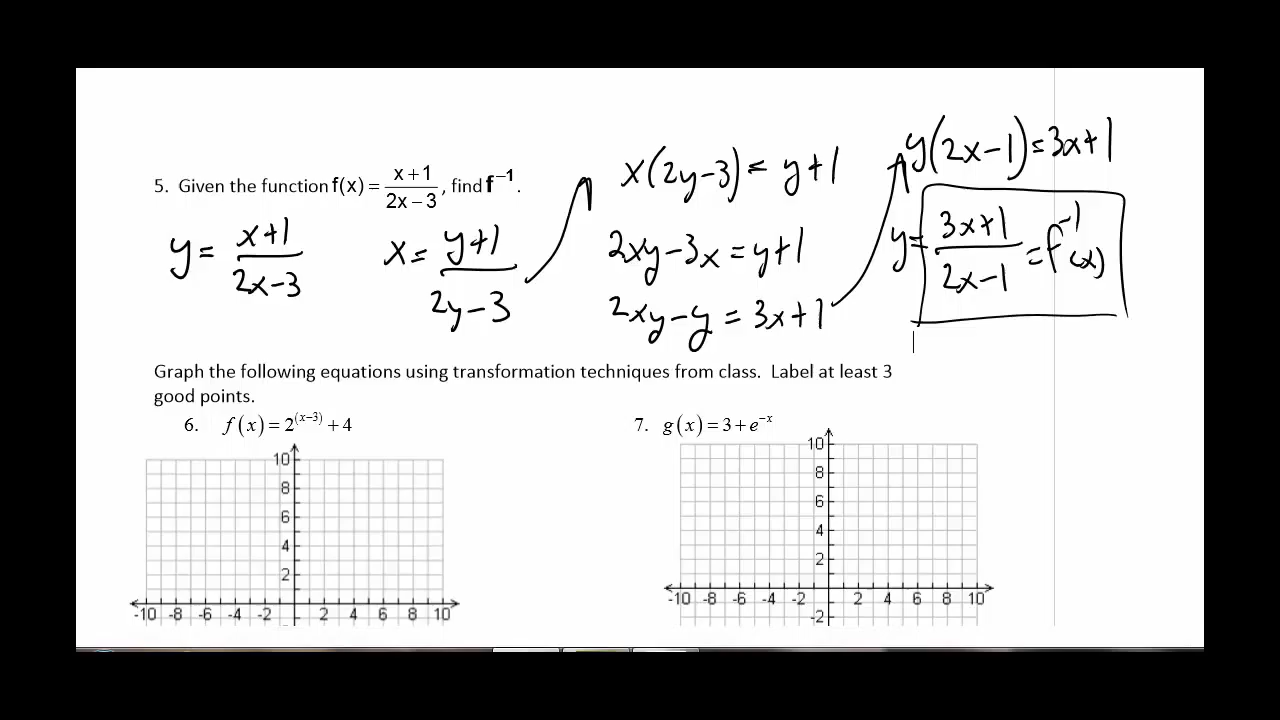 5. Given the function f(x) = (x+1)/(2x−3), find f⁻¹.
y = (x+1)/(2x−3)
x = (y+1)/(2y−3)
x(2y−3) = y+1
2xy−3x = y+1
2xy−y = 3x+1
y(2x−1) = 3x+1
y = (3x+1)/(2x−1) = f⁻¹(x)
Graph the following equations using transformation techniques from class. Label at least 3
good points.
6. f(x) = 2^(x−3) + 4
10
8
6
4
2
-10 -8 -6 -4 -2 2 4 6 8 10
7. g(x) = 3 + e^−x
10
8
6
4
2
-10 -8 -6 -4 -2 2 4 6 8 10
-2